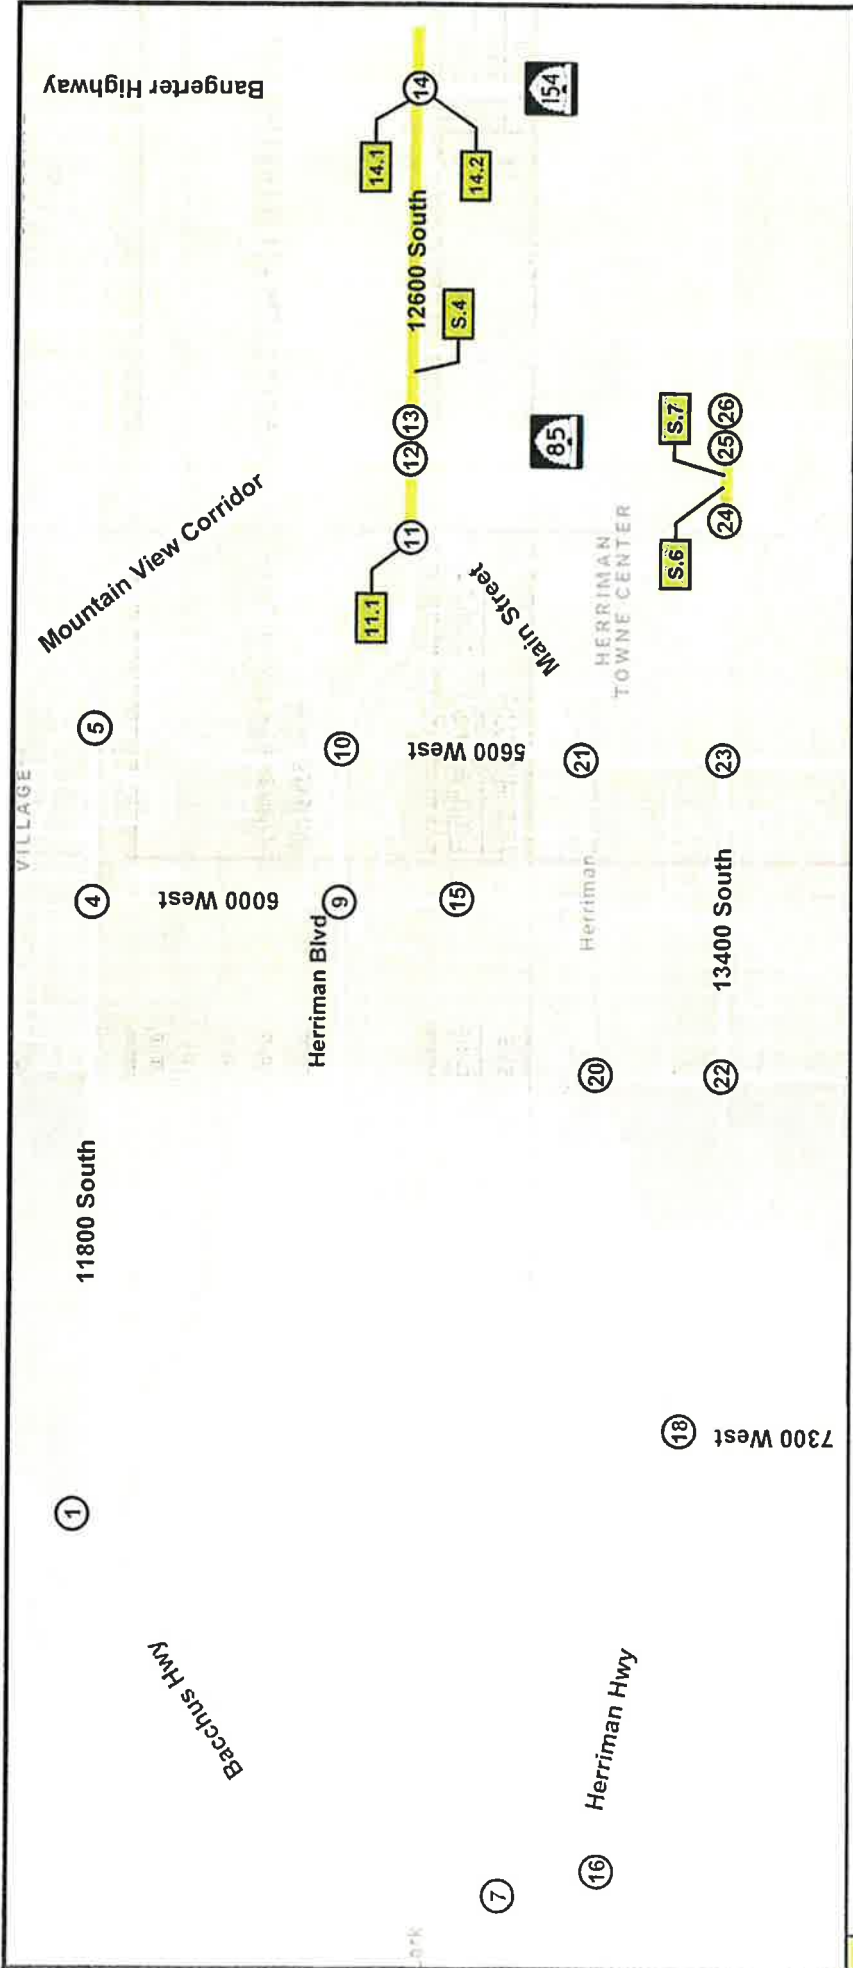 VILLAGE
Bangerter Highway
Mountain View Corridor
11800 South
Bacchus Hwy
1
4
5
6000 West
Herriman Blvd
9
10
5600 West
11.1
11
12
13
12600 South
S.4
14.1
14
14.2
154
85
Main Street
15
7
ark
16
Herriman Hwy
20
Herriman
21
HERRIMAN
TOWNE CENTER
18
7300 West
22
13400 South
23
S.6
S.7
24
25
26